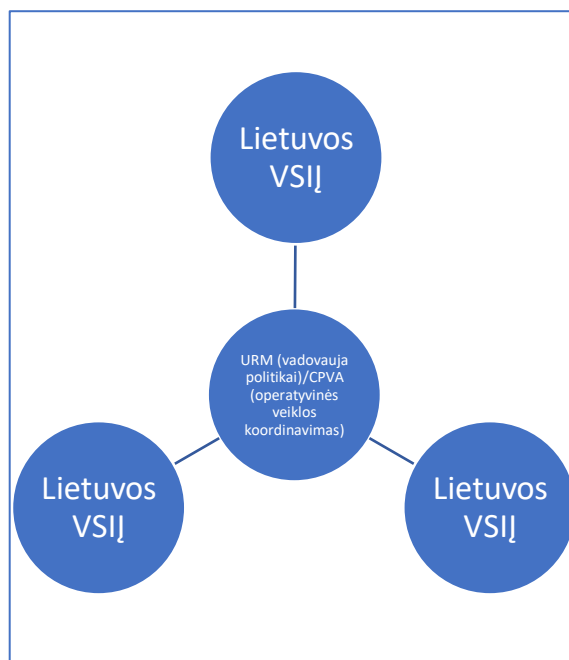 Lietuvos
VSIĮ
URM (vadovauja
politikai)/CPVA
(operatyvinės
veiklos
koordinavimas)
Lietuvos
VSIĮ
Lietuvos
VSIĮ